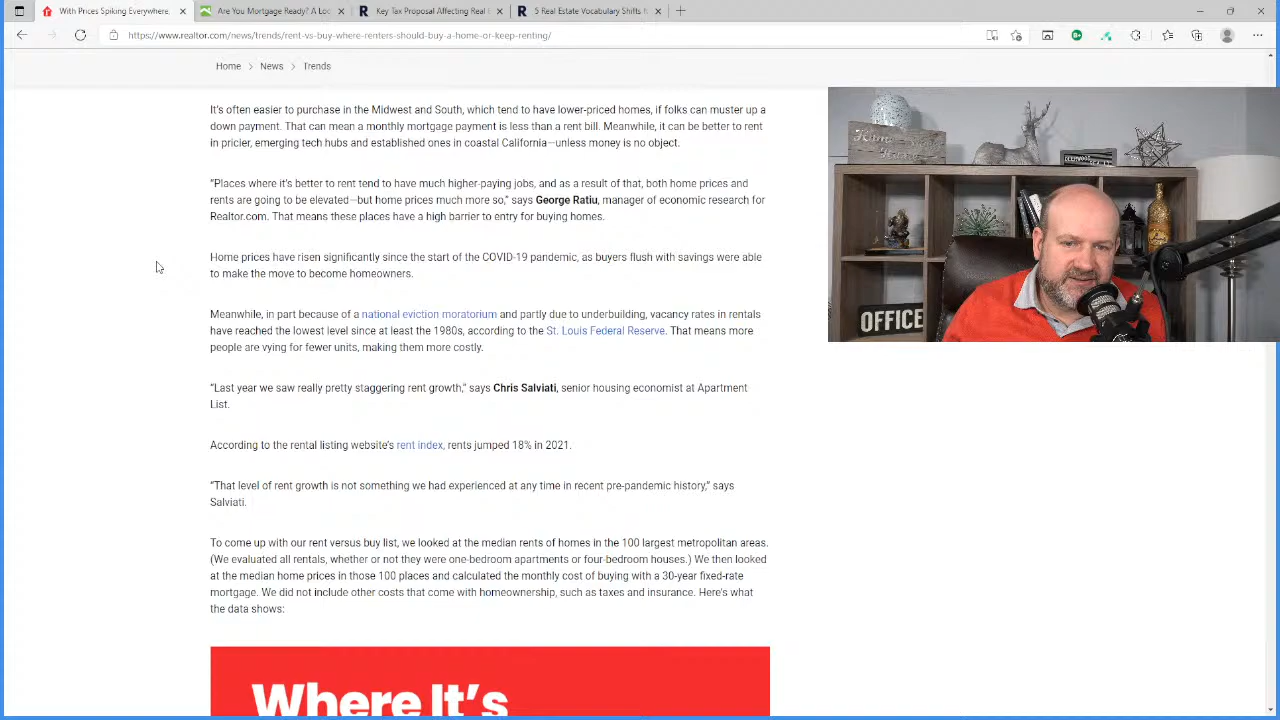 With Prices Spiking Everywhere,
Are You Mortgage Ready? A Loc
Key Tax Proposal Affecting Real
5 Real Estate Vocabulary Shifts
https://www.realtor.com/news/trends/rent-vs-buy-where-renters-should-buy-a-home-or-keep-renting/
Home > News > Trends
It's often easier to purchase in the Midwest and South, which tend to have lower-priced homes, if folks can muster up a
down payment. That can mean a monthly mortgage payment is less than a rent bill. Meanwhile, it can be better to rent
in pricier, emerging tech hubs and established ones in coastal California—unless money is no object.
"Places where it's better to rent tend to have much higher-paying jobs, and as a result of that, both home prices and
rents are going to be elevated—but home prices much more so," says George Ratiu, manager of economic research for
Realtor.com. That means these places have a high barrier to entry for buying homes.
Home prices have risen significantly since the start of the COVID-19 pandemic, as buyers flush with savings were able
to make the move to become homeowners.
Meanwhile, in part because of a national eviction moratorium and partly due to underbuilding, vacancy rates in rentals
have reached the lowest level since at least the 1980s, according to the St. Louis Federal Reserve. That means more
people are vying for fewer units, making them more costly.
"Last year we saw really pretty staggering rent growth," says Chris Salviati, senior housing economist at Apartment
List.
According to the rental listing website's rent index, rents jumped 18% in 2021.
"That level of rent growth is not something we had experienced at any time in recent pre-pandemic history," says
Salviati.
To come up with our rent versus buy list, we looked at the median rents of homes in the 100 largest metropolitan areas.
(We evaluated all rentals, whether or not they were one-bedroom apartments or four-bedroom houses.) We then looked
at the median home prices in those 100 places and calculated the monthly cost of buying with a 30-year fixed-rate
mortgage. We did not include other costs that come with homeownership, such as taxes and insurance. Here's what
the data shows:
Where It's
Home
OFFICE